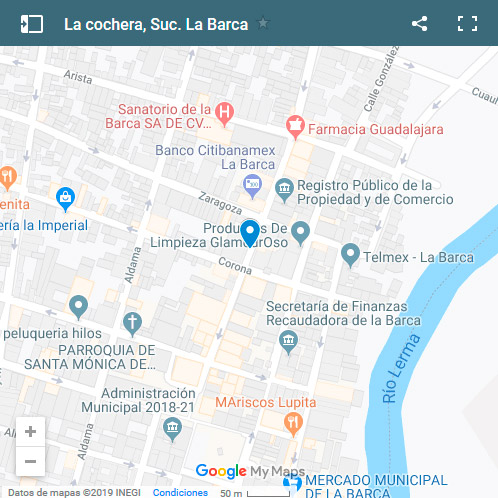 La cochera, Suc. La Barca
Arista
Calle González
Cuauh
Sanatorio de la
Barca SA DE CV...
Farmacia Guadalajara
Banco Citibanamex
La Barca
Registro Público de la
Propiedad y de Comercio
enita
ería la Imperial
Zaragoza
Productos De
Limpieza GlamourOso
Telmex - La Barca
Corona
Aldama
Secretaría de Finanzas
Recaudadora de la Barca
peluqueria hilos
PARROQUIA DE
SANTA MÓNICA DE...
Río Lerma
Administración
Municipal 2018-21
MAriscos Lupita
Aldama
+
−
Google My Maps
MERCADO MUNICIPAL
DE LA BARCA
Datos de mapas ©2019 INEGI Condiciones 50 m